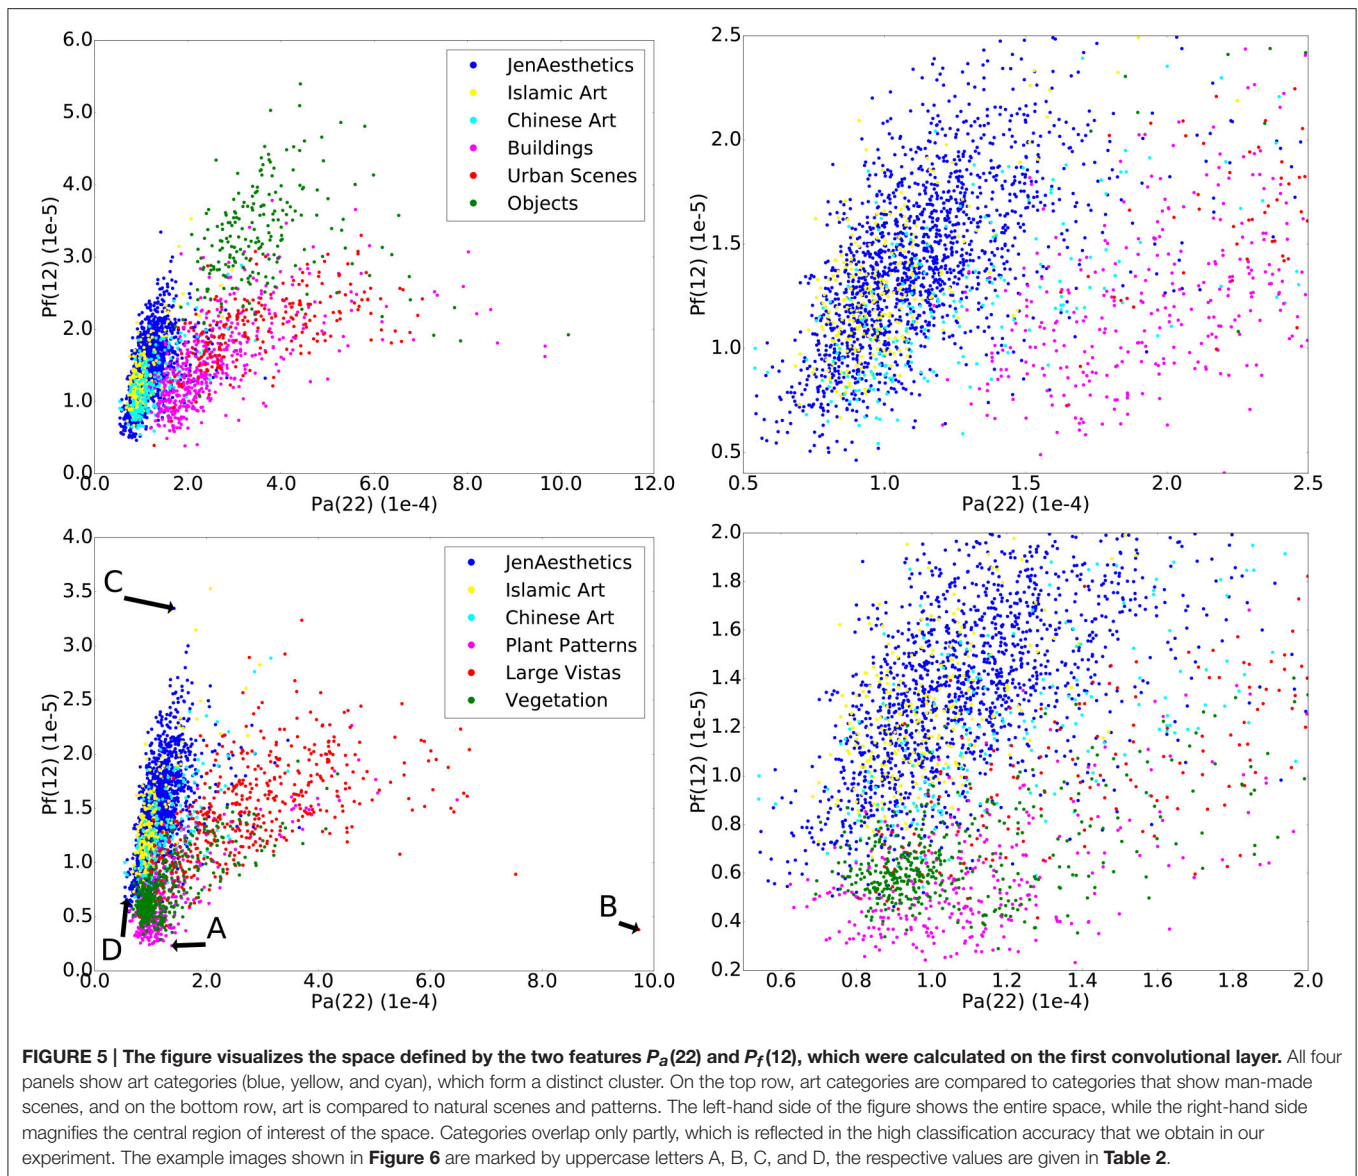 6.0
5.0
4.0
3.0
2.0
1.0
0.0
Pf(12) (1e-5)
0.0 2.0 4.0 6.0 8.0 10.0 12.0
Pa(22) (1e-4)
JenAesthetics
Islamic Art
Chinese Art
Buildings
Urban Scenes
Objects
2.5
2.0
1.5
1.0
0.5
Pf(12) (1e-5)
0.5 1.0 1.5 2.0 2.5
Pa(22) (1e-4)
4.0
3.5
3.0
2.5
2.0
1.5
1.0
0.5
0.0
Pf(12) (1e-5)
0.0 2.0 4.0 6.0 8.0 10.0
Pa(22) (1e-4)
JenAesthetics
Islamic Art
Chinese Art
Plant Patterns
Large Vistas
Vegetation
C
B
A
D
2.0
1.8
1.6
1.4
1.2
1.0
0.8
0.6
0.4
0.2
Pf(12) (1e-5)
0.6 0.8 1.0 1.2 1.4 1.6 1.8 2.0
Pa(22) (1e-4)
FIGURE 5 | The figure visualizes the space defined by the two features Pa(22) and Pf(12), which were calculated on the first convolutional layer. All four
panels show art categories (blue, yellow, and cyan), which form a distinct cluster. On the top row, art categories are compared to categories that show man-made
scenes, and on the bottom row, art is compared to natural scenes and patterns. The left-hand side of the figure shows the entire space, while the right-hand side
magnifies the central region of interest of the space. Categories overlap only partly, which is reflected in the high classification accuracy that we obtain in our
experiment. The example images shown in Figure 6 are marked by uppercase letters A, B, C, and D, the respective values are given in Table 2.